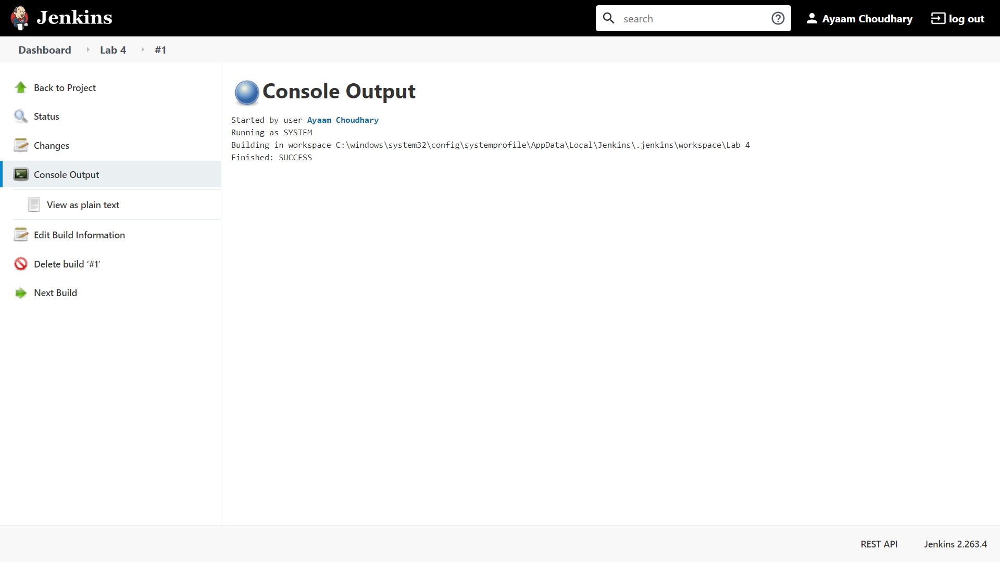 Jenkins
search
Ayaam Choudhary
log out
Dashboard
Lab 4
#1
Back to Project
Status
Changes
Console Output
View as plain text
Edit Build Information
Delete build ‘#1’
Next Build
Console Output
Started by user Ayaam Choudhary
Running as SYSTEM
Building in workspace C:\windows\system32\config\systemprofile\AppData\Local\Jenkins\.jenkins\workspace\Lab 4
Finished: SUCCESS
REST API
Jenkins 2.263.4